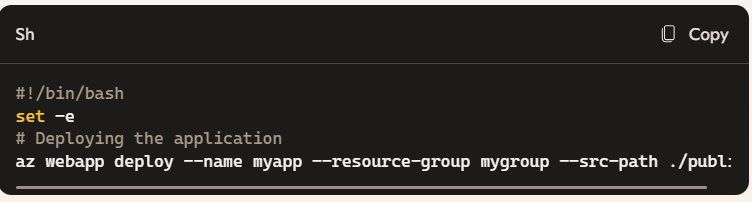 Sh
Copy
#!/bin/bash
set -e
# Deploying the application
az webapp deploy --name myapp --resource-group mygroup --src-path ./publ